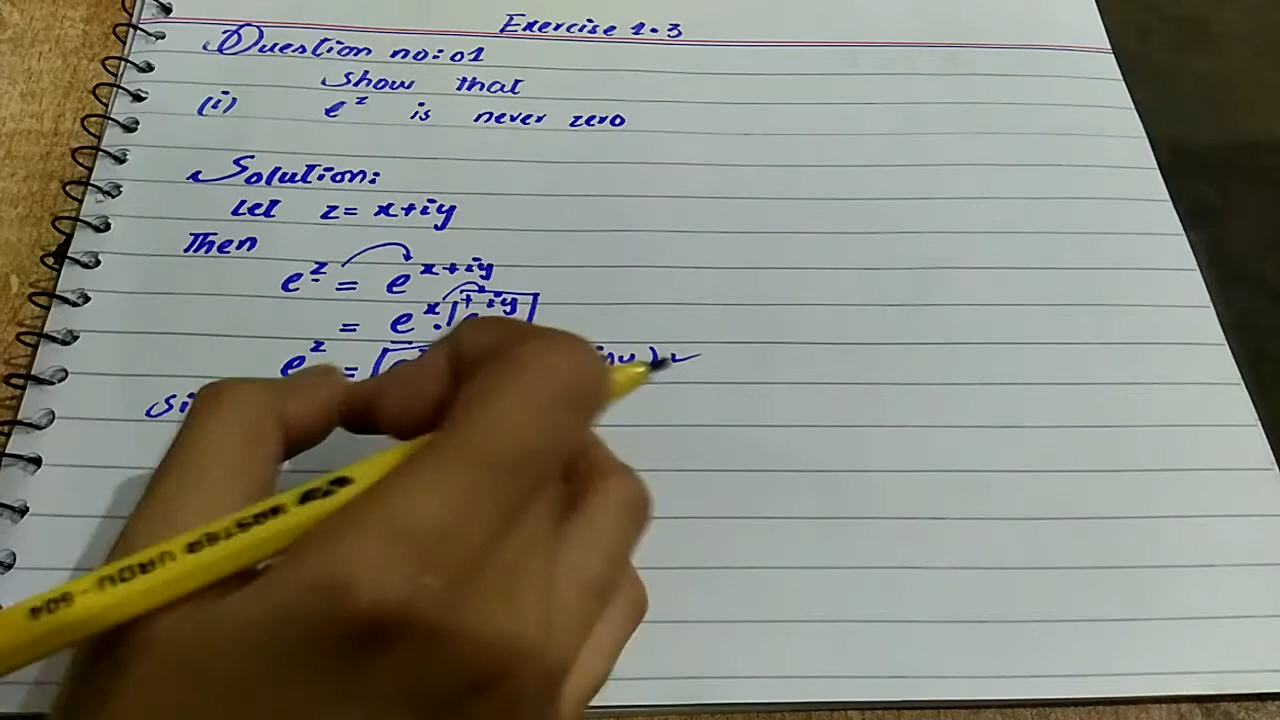 Exercise 1.3
Question no: 01
Show that
(i) e^z is never zero
Solution:
Let z = x+iy
Then
e^z = e^x+iy
= e^x . + iy
e^z =